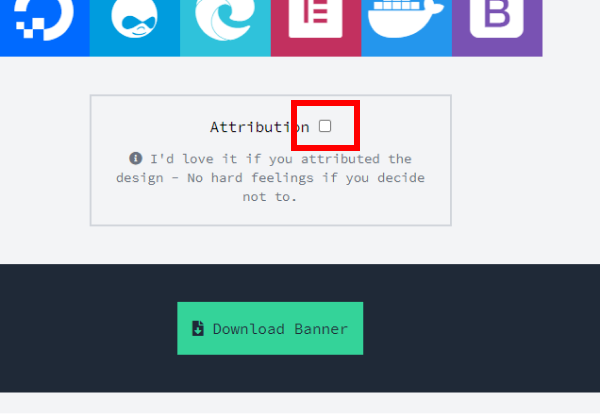 B
Attribution
I'd love it if you attributed the
design - No hard feelings if you decide
not to.
Download Banner